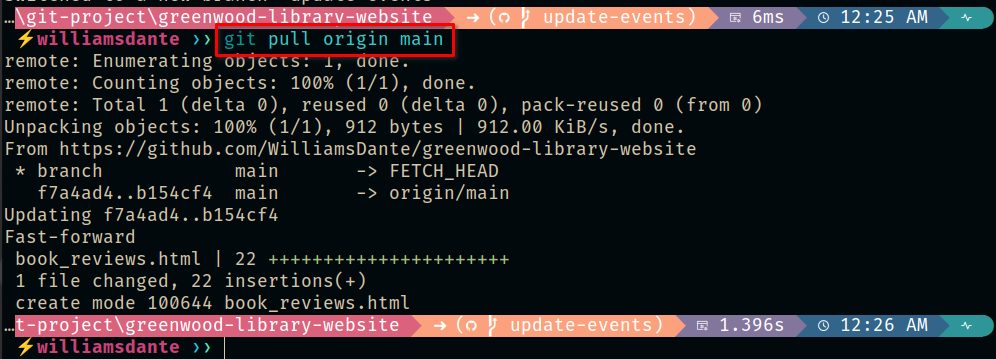 …\git-project\greenwood-library-website ➜ ( update-events) 6ms 12:25 AM
⚡williamsdante ❯❯ git pull origin main
remote: Enumerating objects: 1, done.
remote: Counting objects: 100% (1/1), done.
remote: Total 1 (delta 0), reused 0 (delta 0), pack-reused 0 (from 0)
Unpacking objects: 100% (1/1), 912 bytes | 912.00 KiB/s, done.
From https://github.com/WilliamsDante/greenwood-library-website
* branch main -> FETCH_HEAD
f7a4ad4..b154cf4 main -> origin/main
Updating f7a4ad4..b154cf4
Fast-forward
book_reviews.html | 22 ++++++++++++++++++++++
1 file changed, 22 insertions(+)
create mode 100644 book_reviews.html
…t-project\greenwood-library-website ➜ ( update-events) 1.396s 12:26 AM
⚡williamsdante ❯❯